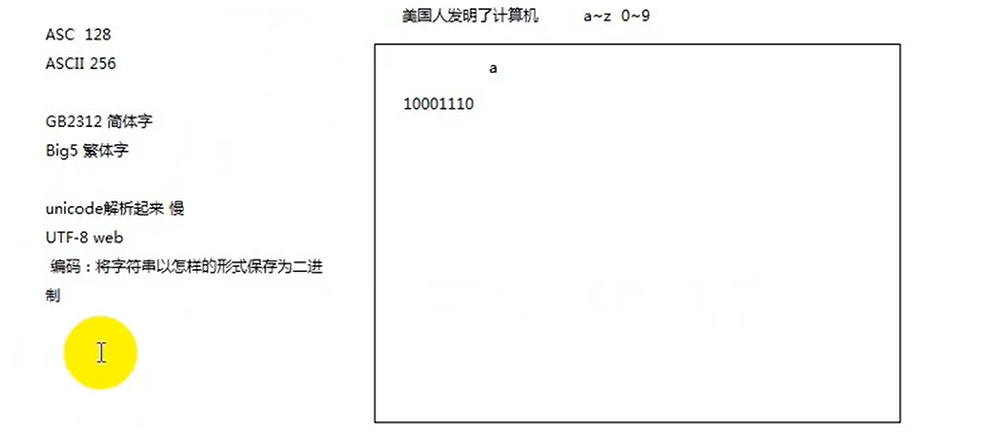 美国人发明了计算机 a~z 0~9
ASC 128
ASCII 256
GB2312 简体字
Big5 繁体字
unicode解析起来 慢
UTF-8 web
编码：将字符串以怎样的形式保存为二进
制
a
10001110